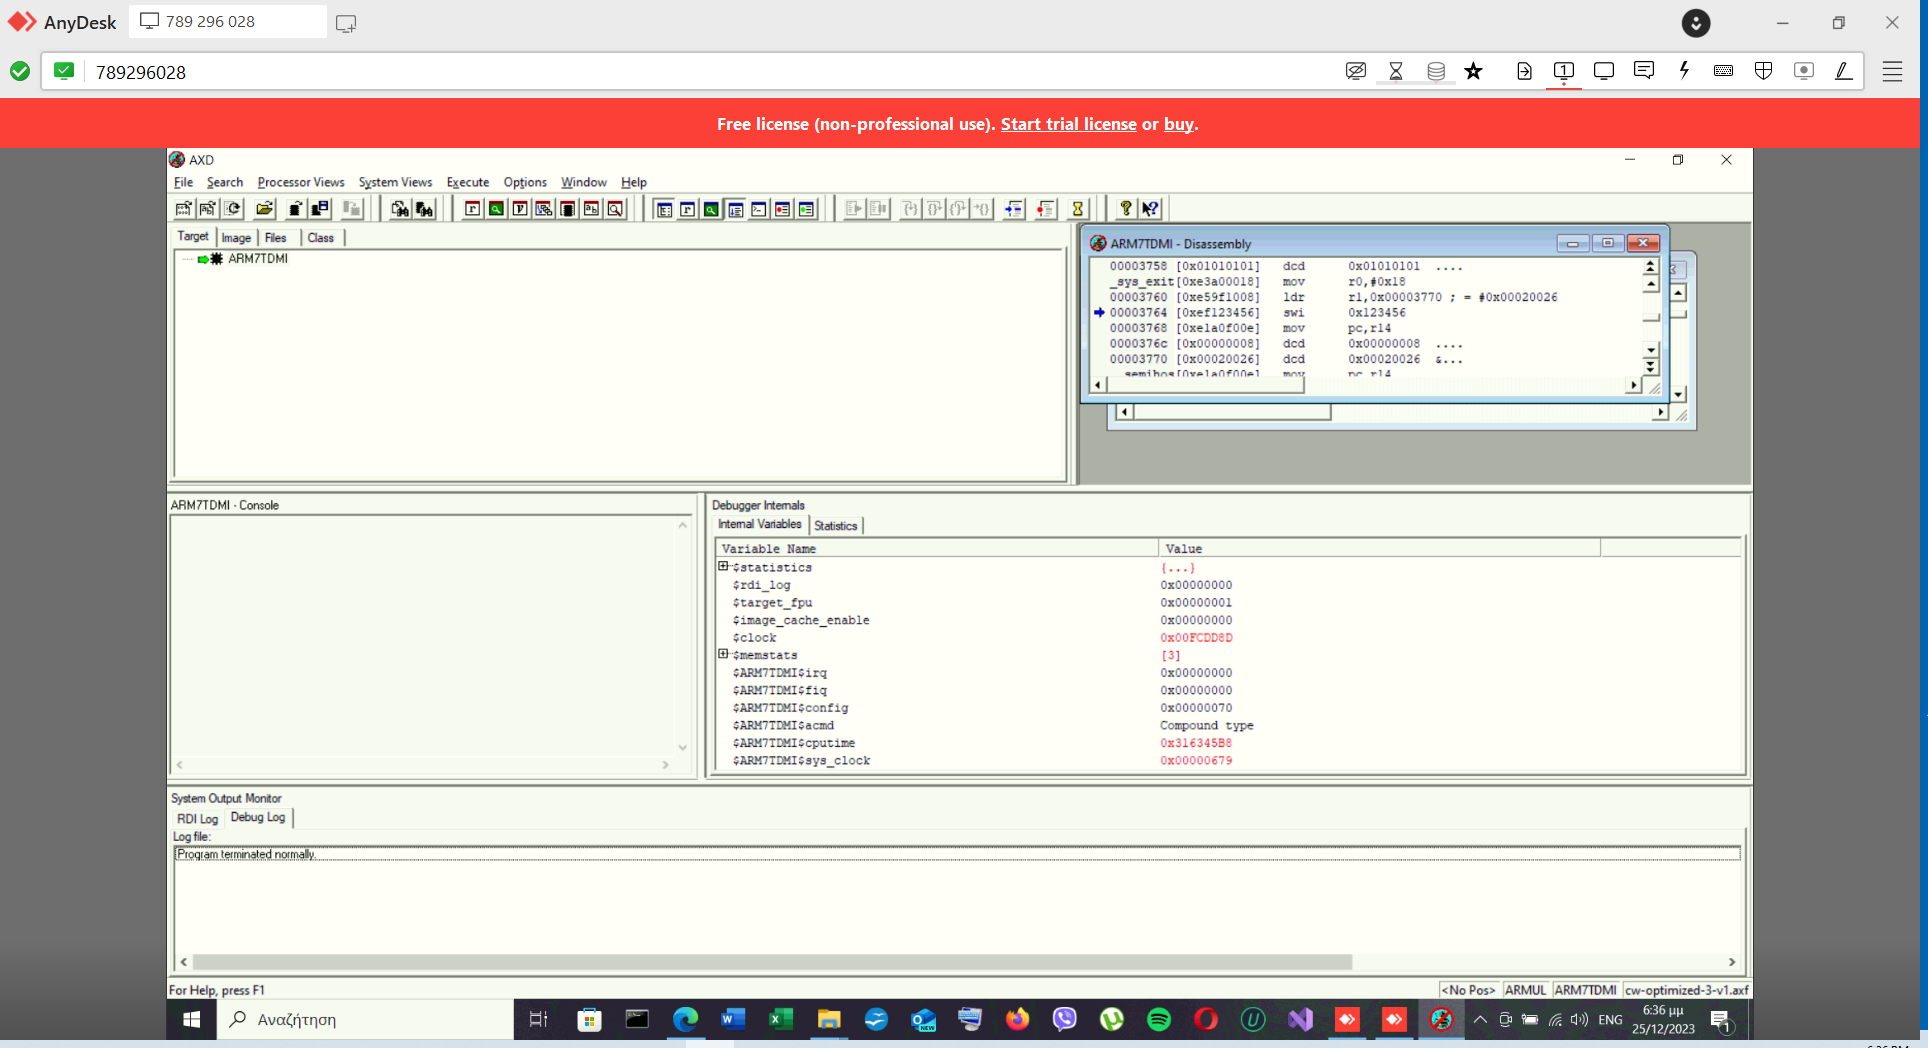 AnyDesk
789 296 028
789296028
1
Free license (non-professional use). Start trial license or buy.
AXD
File Search Processor Views System Views Execute Options Window Help
Target Image Files Class
ARM7TDMI
ARM7TDMI - Disassembly
00003758 [0x01010101] dcd 0x01010101 ....
_sys_exit[0xe3a00018] mov r0,#0x18
00003760 [0xe59f1008] ldr r1,0x00003770 ; = #0x00020026
00003764 [0xef123456] swi 0x123456
00003768 [0xe1a0f00e] mov pc,r14
0000376c [0x00000008] dcd 0x00000008 ....
00003770 [0x00020026] dcd 0x00020026 &...
__semihos[0xe1a0f00e] mov pc,r14
ARM7TDMI - Console
Debugger Internals
Internal Variables Statistics
Variable Name Value
$statistics {...}
$rdi_log 0x00000000
$target_fpu 0x00000001
$image_cache_enable 0x00000000
$clock 0x00FCDD8D
$memstats [3]
$ARM7TDMI$irq 0x00000000
$ARM7TDMI$fiq 0x00000000
$ARM7TDMI$config 0x00000070
$ARM7TDMI$acmd Compound type
$ARM7TDMI$cputime 0x316345B8
$ARM7TDMI$sys_clock 0x00000679
System Output Monitor
RDI Log Debug Log
Log file:
Program terminated normally.
For Help, press F1
<No Pos> ARMUL ARM7TDMI cw-optimized-3-v1.axf
Αναζήτηση
ENG
6:36 μμ
25/12/2023
1